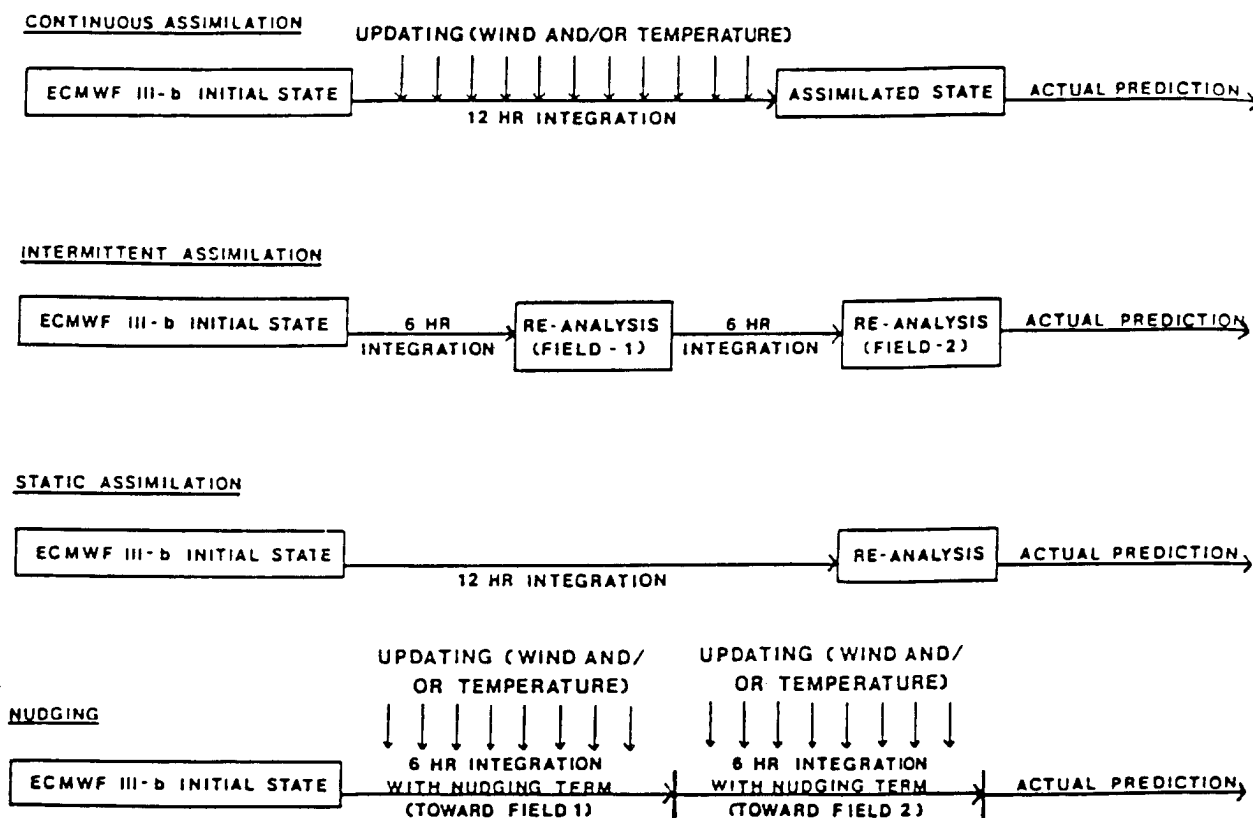 CONTINUOUS ASSIMILATION
UPDATING (WIND AND/OR TEMPERATURE)
ECMWF III-b INITIAL STATE
12 HR INTEGRATION
ASSIMILATED STATE
ACTUAL PREDICTION
INTERMITTENT ASSIMILATION
ECMWF III-b INITIAL STATE
6 HR
INTEGRATION
RE-ANALYSIS
(FIELD-1)
6 HR
INTEGRATION
RE-ANALYSIS
(FIELD-2)
ACTUAL PREDICTION
STATIC ASSIMILATION
ECMWF III-b INITIAL STATE
12 HR INTEGRATION
RE-ANALYSIS
ACTUAL PREDICTION
NUDGING
UPDATING (WIND AND/
OR TEMPERATURE)
UPDATING (WIND AND/
OR TEMPERATURE)
ECMWF III-b INITIAL STATE
6 HR INTEGRATION
WITH NUDGING TERM
(TOWARD FIELD 1)
6 HR INTEGRATION
WITH NUDGING TERM
(TOWARD FIELD 2)
ACTUAL PREDICTION